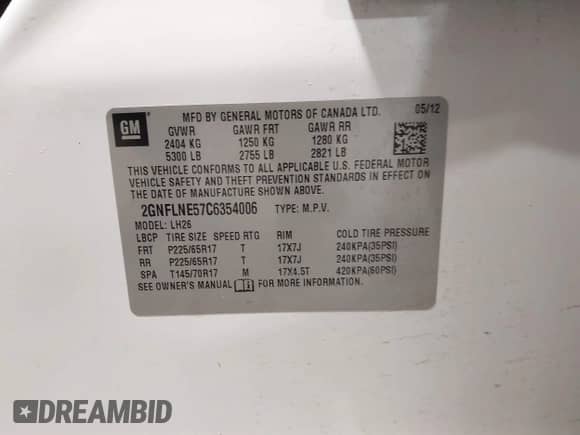 GM
MFD BY GENERAL MOTORS OF CANADA LTD. 05/12
GVWR GAWR FRT GAWR RR
2404 KG 1250 KG 1280 KG
5300 LB 2755 LB 2821 LB
THIS VEHICLE CONFORMS TO ALL APPLICABLE U.S. FEDERAL MOTOR
VEHICLE SAFETY AND THEFT PREVENTION STANDARDS IN EFFECT ON
THE DATE OF MANUFACTURE SHOWN ABOVE.
2GNFLNE57C6354006 TYPE: M.P.V.
MODEL: LH26
LBCP TIRE SIZE SPEED RTG RIM COLD TIRE PRESSURE
FRT P225/65R17 T 17X7J 240KPA(35PSI)
RR P225/65R17 T 17X7J 240KPA(35PSI)
SPA T145/70R17 M 17X4.5T 420KPA(60PSI)
SEE OWNER'S MANUAL FOR MORE INFORMATION.
DREAMBID